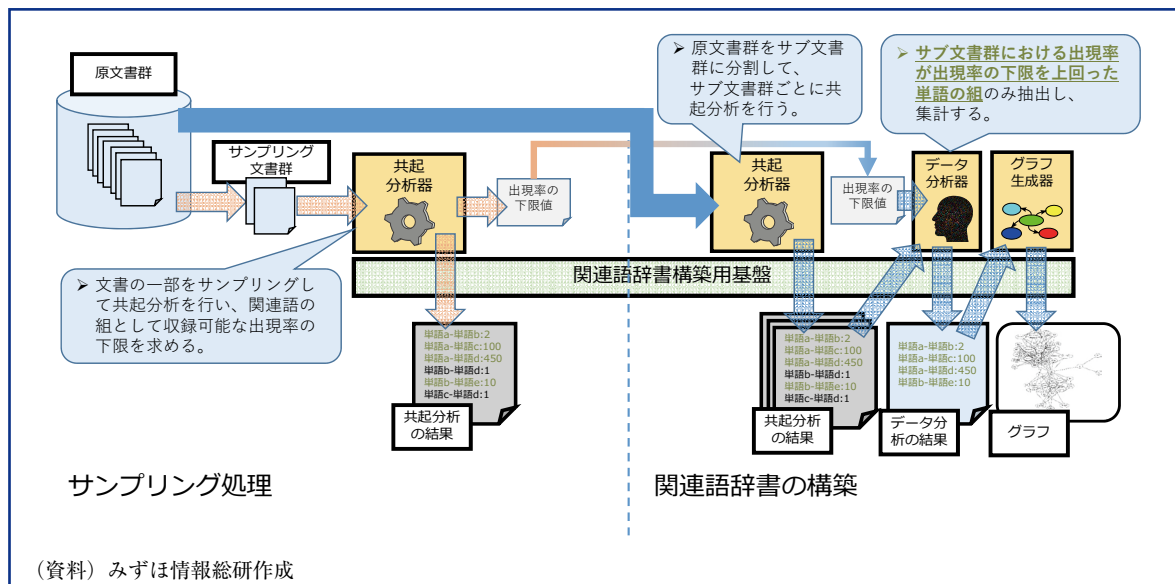 原文書群
サンプリング
文書群
共起
分析器
出現率の
下限値
➢ 文書の一部をサンプリングし
て共起分析を行い、関連語の
組として収録可能な出現率の
下限を求める。
単語a-単語b:2
単語a-単語c:100
単語a-単語d:450
単語b-単語d:1
単語b-単語e:10
単語c-単語d:1
共起分析
の結果
サンプリング処理
➢ 原文書群をサブ文書
群に分割して、
サブ文書群ごとに共
起分析を行う。
➢ サブ文書群における出現率
が出現率の下限を上回った
単語の組のみ抽出し、
集計する。
共起
分析器
出現率の
下限値
データ
分析器
グラフ
生成器
関連語辞書構築用基盤
単語a-単語b:2
単語a-単語c:100
単語a-単語d:450
単語b-単語d:1
単語b-単語e:10
単語c-単語d:1
共起分析
の結果
単語a-単語b:2
単語a-単語c:100
単語a-単語d:450
単語b-単語e:10
データ分
析の結果
グラフ
関連語辞書の構築
（資料）みずほ情報総研作成